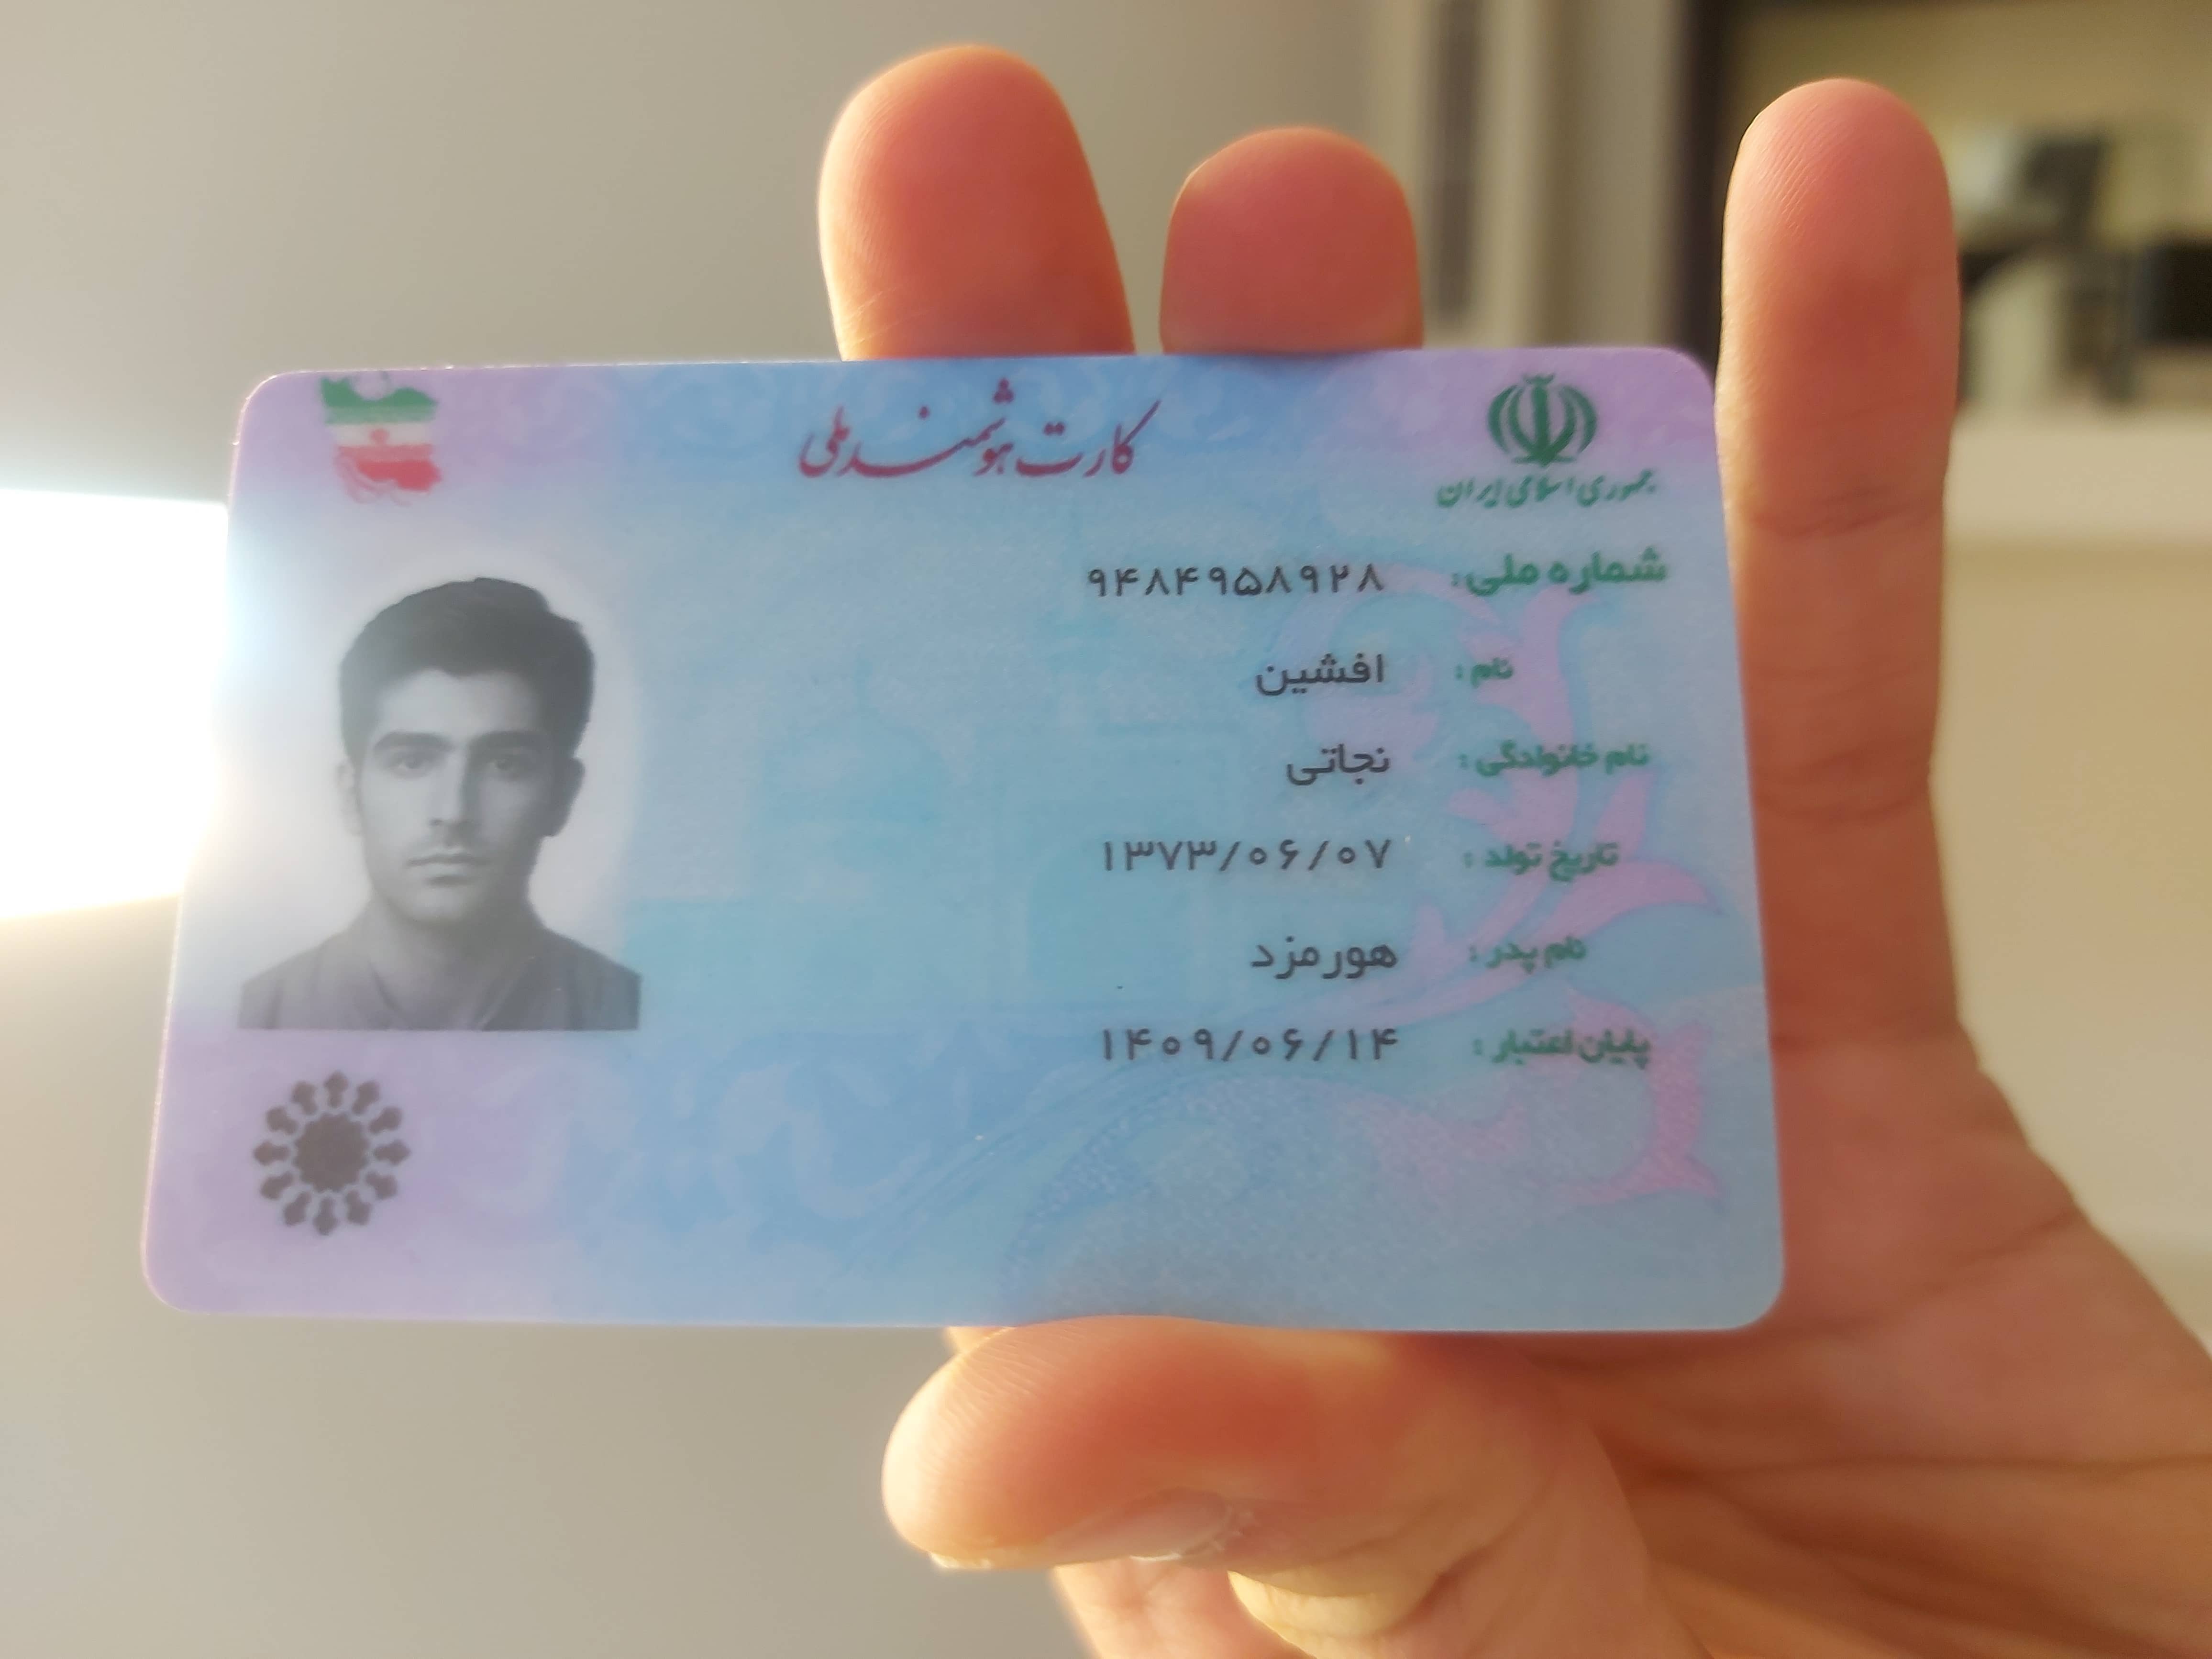 کارت هوشمند ملی
جمهوری اسلامی ایران
شماره ملی: ۹۴۸۴۹۵۸۹۲۸
نام: افشین
نام خانوادگی: نجاتی
تاریخ تولد: ۱۳۷۳/۰۶/۰۷
نام پدر: هورمزد
پایان اعتبار: ۱۴۰۹/۰۶/۱۴